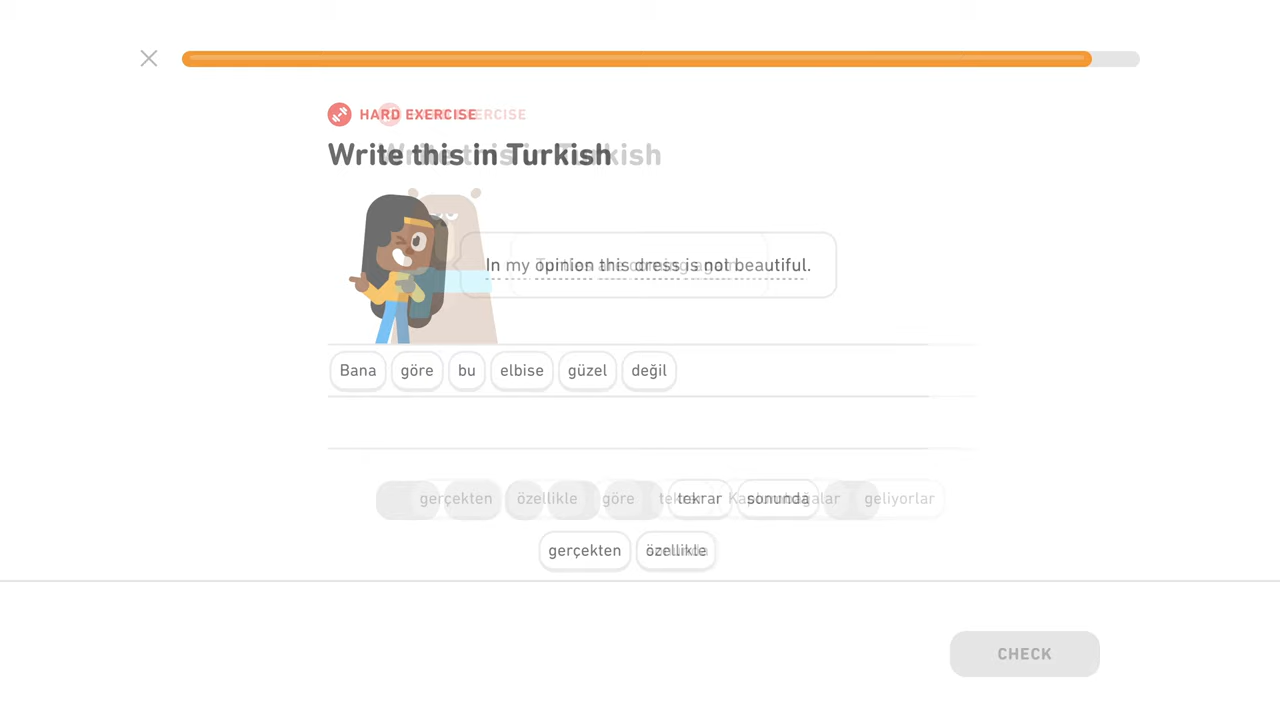 HARD EXERCISE
Write this in Turkish
In my opinion this dress is not beautiful.
Bana göre bu elbise güzel değil
gerçekten özellikle göre tekrar sonunda geliyorlar
gerçekten özellikle
CHECK